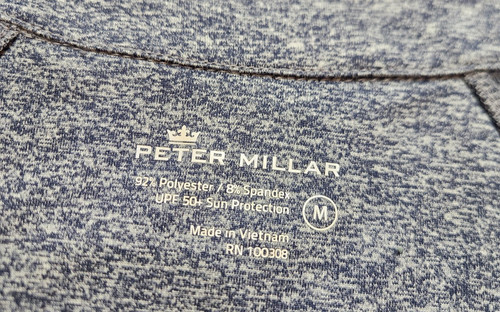 PETER MILLAR
92% Polyester / 8% Spandex
UPF 50+ Sun Protection
M
Made in Vietnam
RN 100308